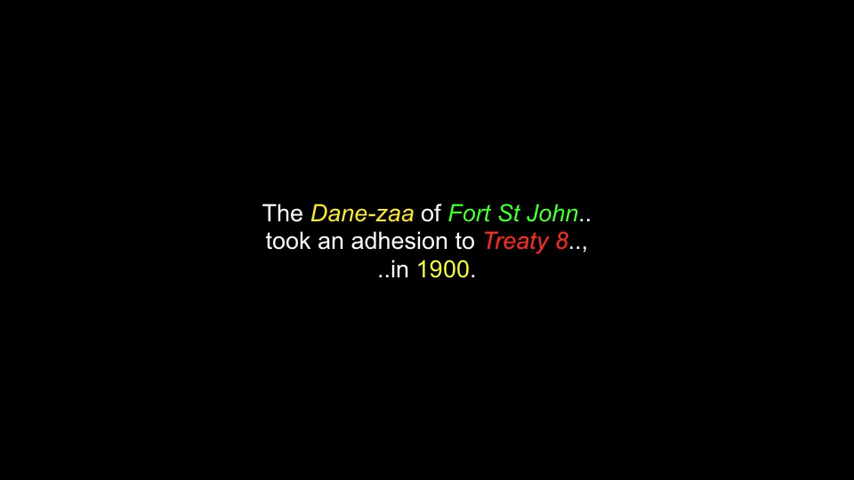 The Dane-zaa of Fort St John..
took an adhesion to Treaty 8..,
..in 1900.